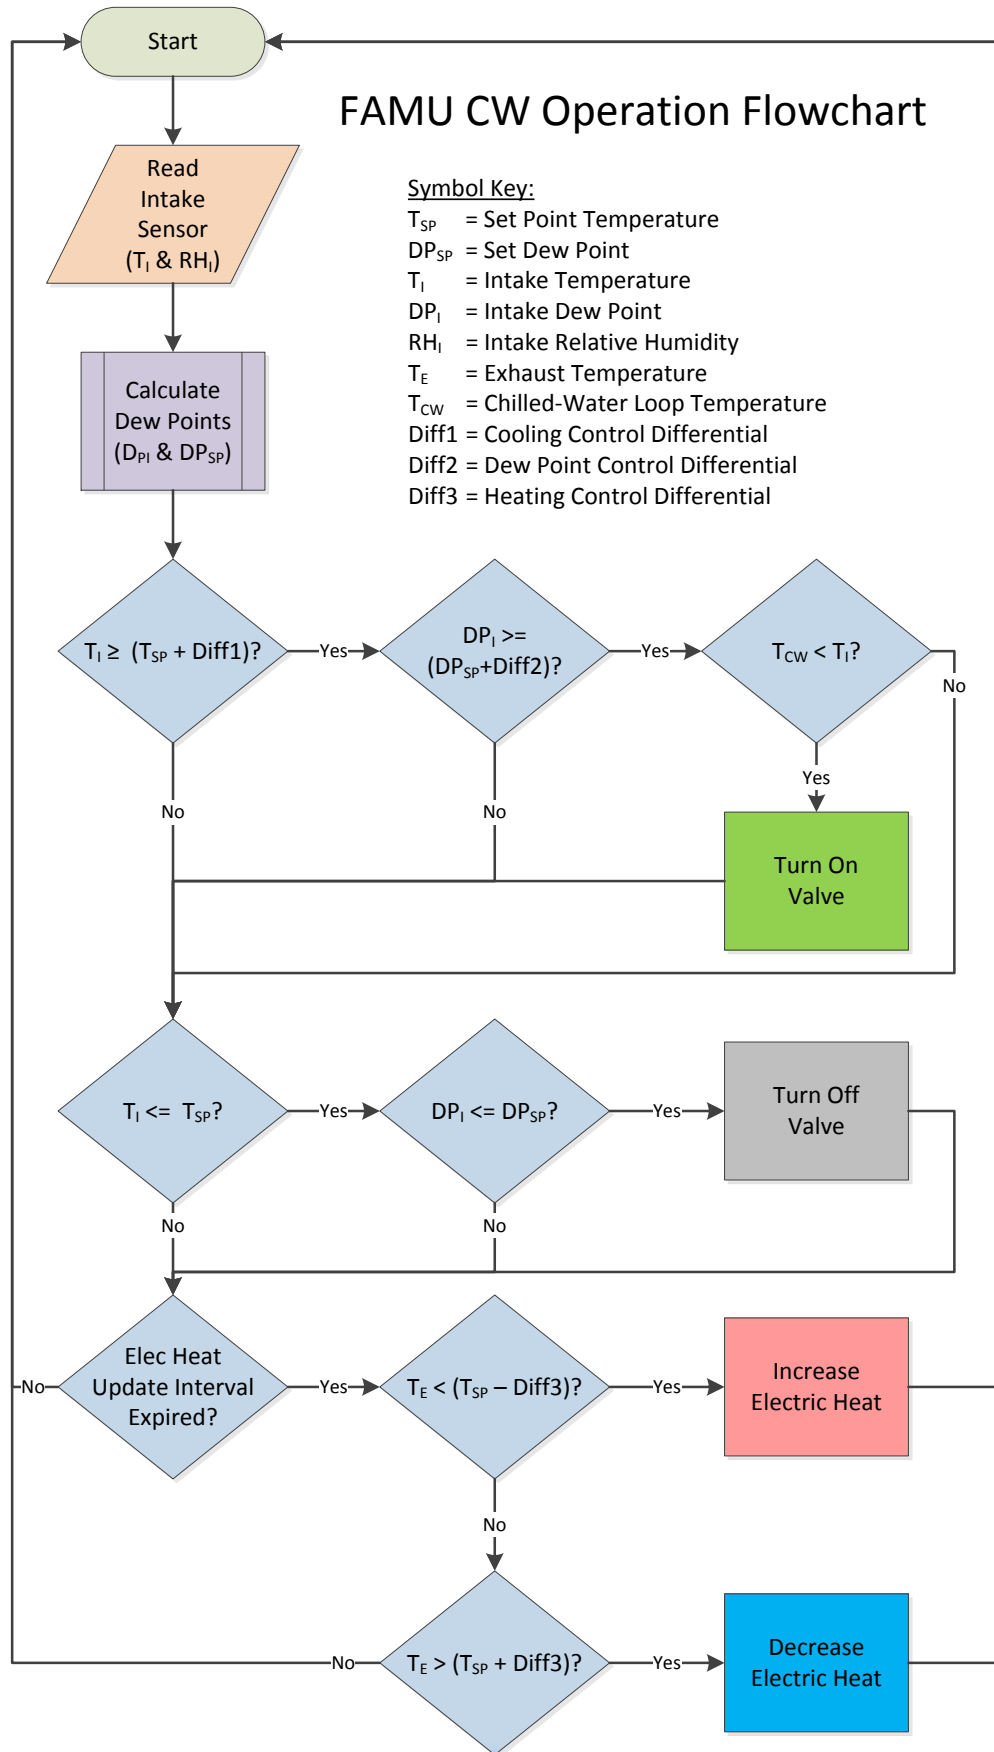 Start
FAMU CW Operation Flowchart
Read
Intake
Sensor
(T_I & RH_I)
Symbol Key:
T_SP = Set Point Temperature
DP_SP = Set Dew Point
T_I = Intake Temperature
DP_I = Intake Dew Point
RH_I = Intake Relative Humidity
T_E = Exhaust Temperature
T_CW = Chilled-Water Loop Temperature
Diff1 = Cooling Control Differential
Diff2 = Dew Point Control Differential
Diff3 = Heating Control Differential
Calculate
Dew Points
(D_PI & DP_SP)
T_I ≥ (T_SP + Diff1)?
Yes
DP_I >=
(DP_SP+Diff2)?
Yes
T_CW < T_I?
No
Yes
No
No
Turn On
Valve
T_I <= T_SP?
Yes
DP_I <= DP_SP?
Yes
Turn Off
Valve
No
No
No
Elec Heat
Update Interval
Expired?
Yes
T_E < (T_SP – Diff3)?
Yes
Increase
Electric Heat
No
No
T_E > (T_SP + Diff3)?
Yes
Decrease
Electric Heat